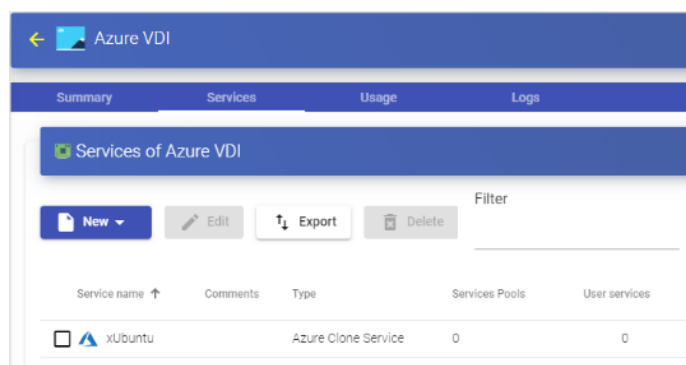 Azure VDI
Summary Services Usage Logs
Services of Azure VDI
Filter
New Edit Export Delete
Service name Comments Type Services Pools User services
xUbuntu Azure Clone Service 0 0